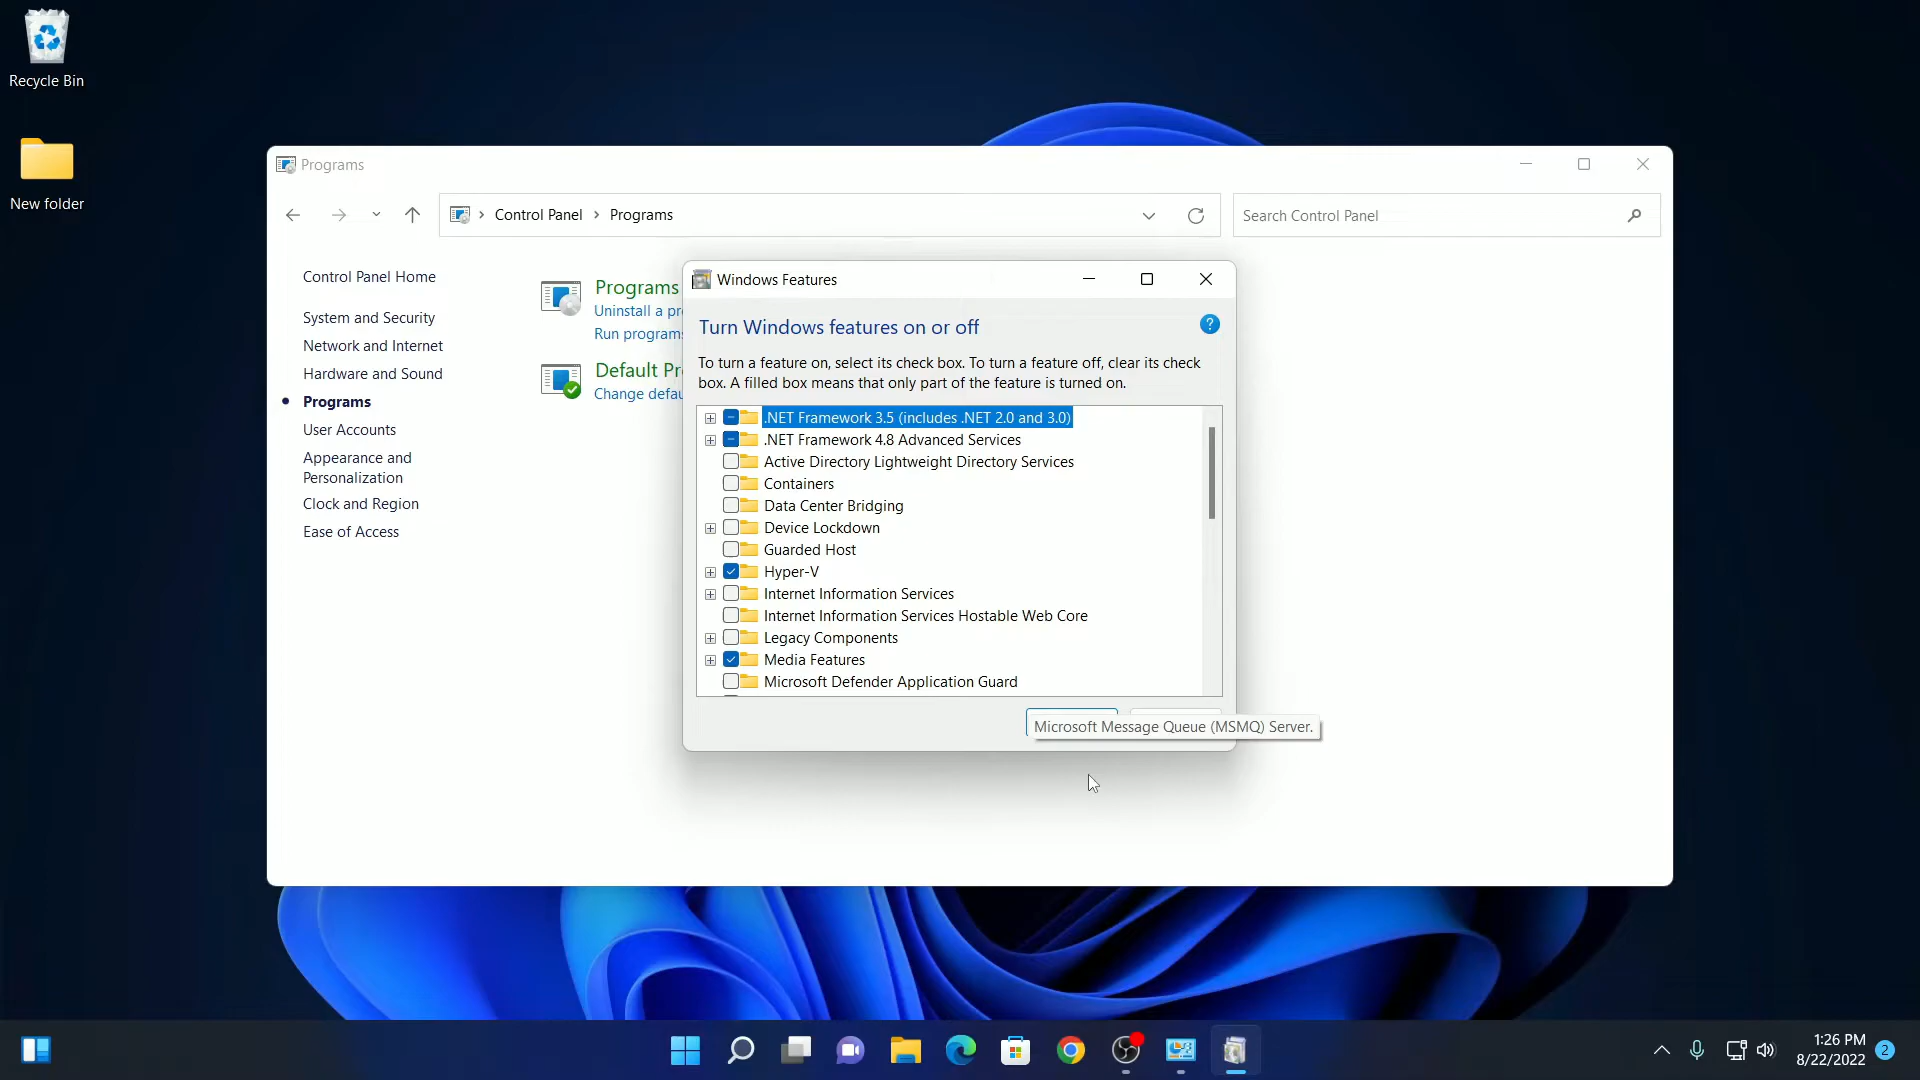 Recycle Bin
New folder
Programs
Control Panel > Programs
Search Control Panel
Control Panel Home
System and Security
Network and Internet
Hardware and Sound
Programs
User Accounts
Appearance and
Personalization
Clock and Region
Ease of Access
Programs
Uninstall a pr
Run programs
Default Pr
Change defau
Windows Features
Turn Windows features on or off
?
To turn a feature on, select its check box. To turn a feature off, clear its check
box. A filled box means that only part of the feature is turned on.
.NET Framework 3.5 (includes .NET 2.0 and 3.0)
.NET Framework 4.8 Advanced Services
Active Directory Lightweight Directory Services
Containers
Data Center Bridging
Device Lockdown
Guarded Host
Hyper-V
Internet Information Services
Internet Information Services Hostable Web Core
Legacy Components
Media Features
Microsoft Defender Application Guard
Microsoft Message Queue (MSMQ) Server.
1:26 PM
8/22/2022
2